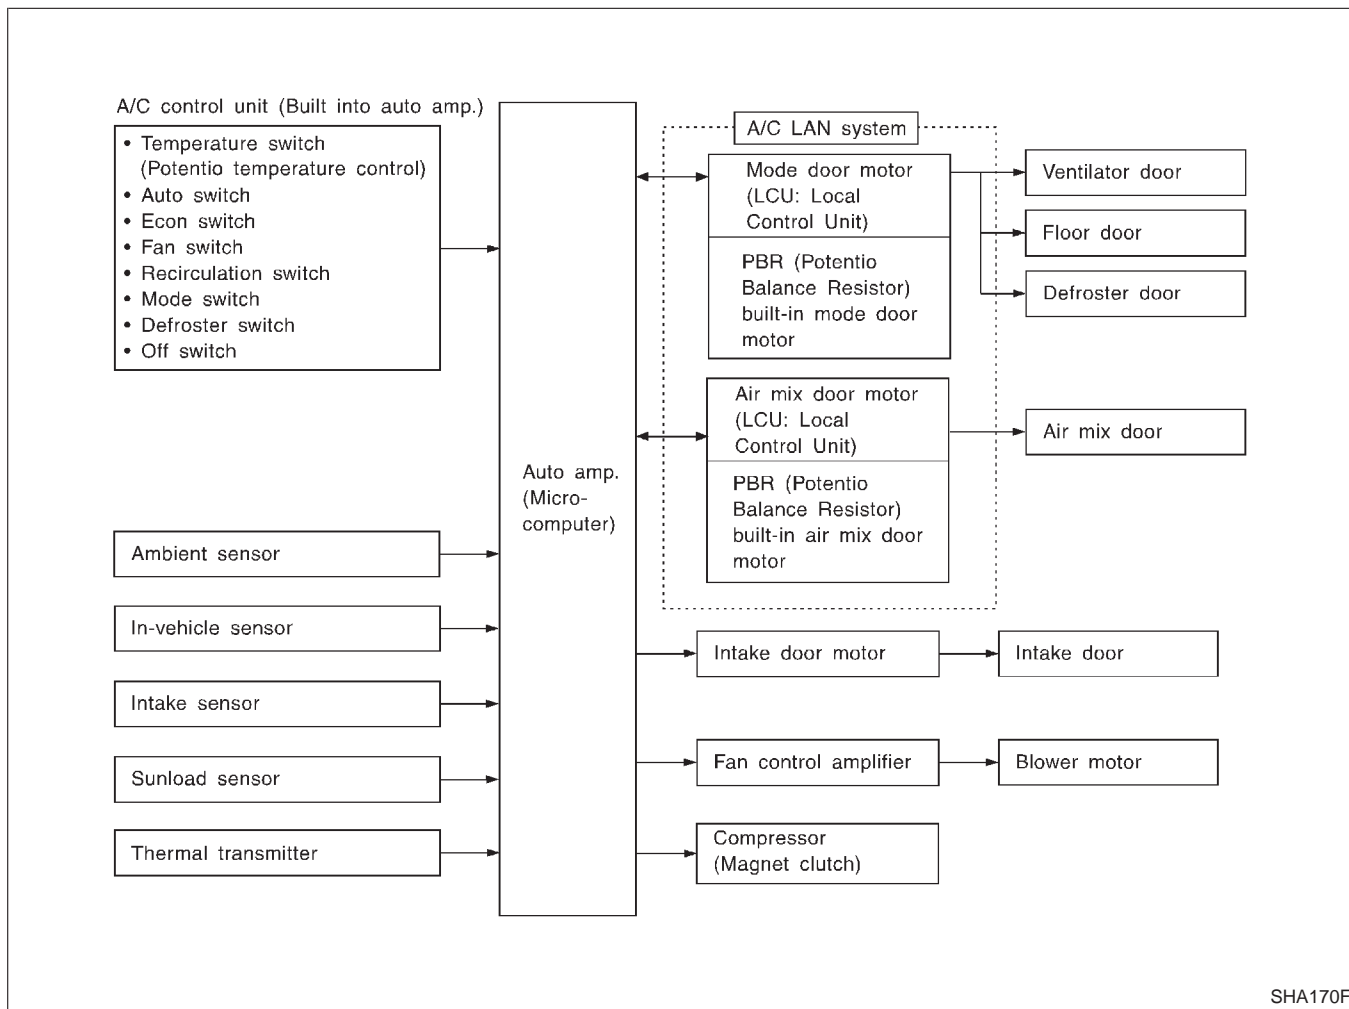 A/C control unit (Built into auto amp.)
• Temperature switch
(Potentio temperature control)
• Auto switch
• Econ switch
• Fan switch
• Recirculation switch
• Mode switch
• Defroster switch
• Off switch
Ambient sensor
In-vehicle sensor
Intake sensor
Sunload sensor
Thermal transmitter
Auto amp.
(Micro-
computer)
A/C LAN system
Mode door motor
(LCU: Local
Control Unit)
PBR (Potentio
Balance Resistor)
built-in mode door
motor
Air mix door motor
(LCU: Local
Control Unit)
PBR (Potentio
Balance Resistor)
built-in air mix door
motor
Ventilator door
Floor door
Defroster door
Air mix door
Intake door motor
Intake door
Fan control amplifier
Blower motor
Compressor
(Magnet clutch)
SHA170F